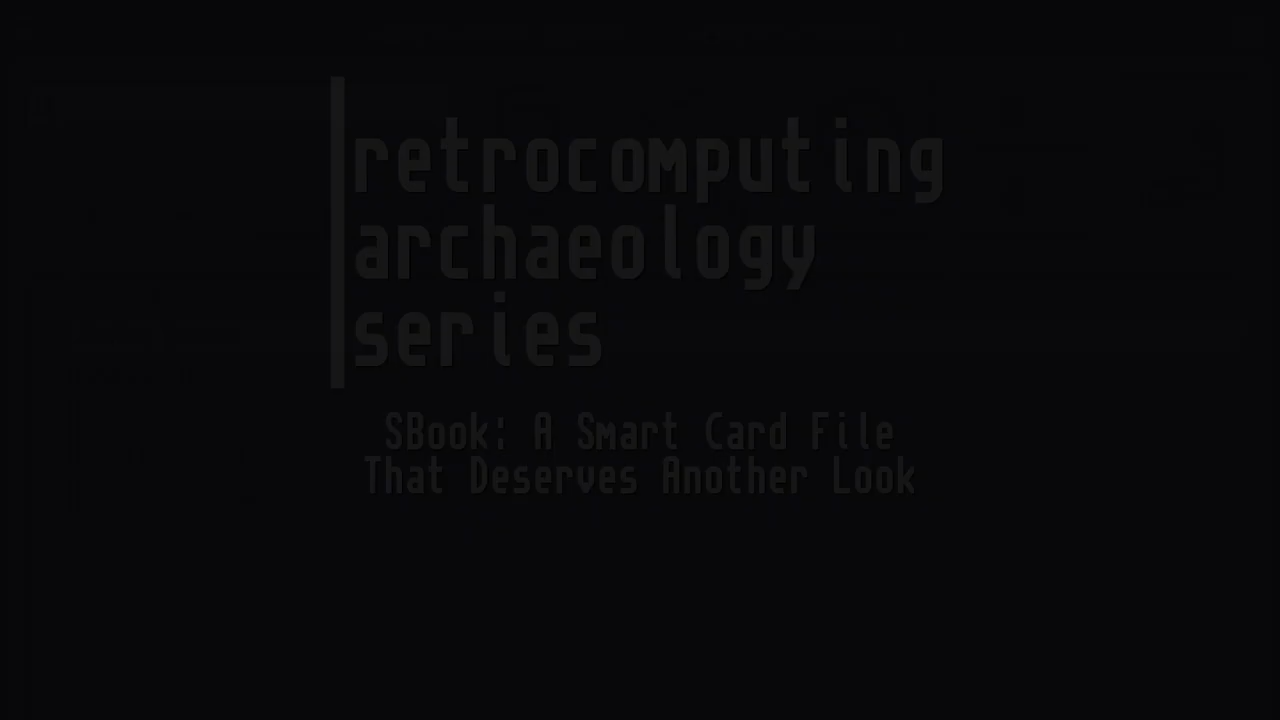 retrocomputing
archaeology
series
SBook: A Smart Card File
That Deserves Another Look